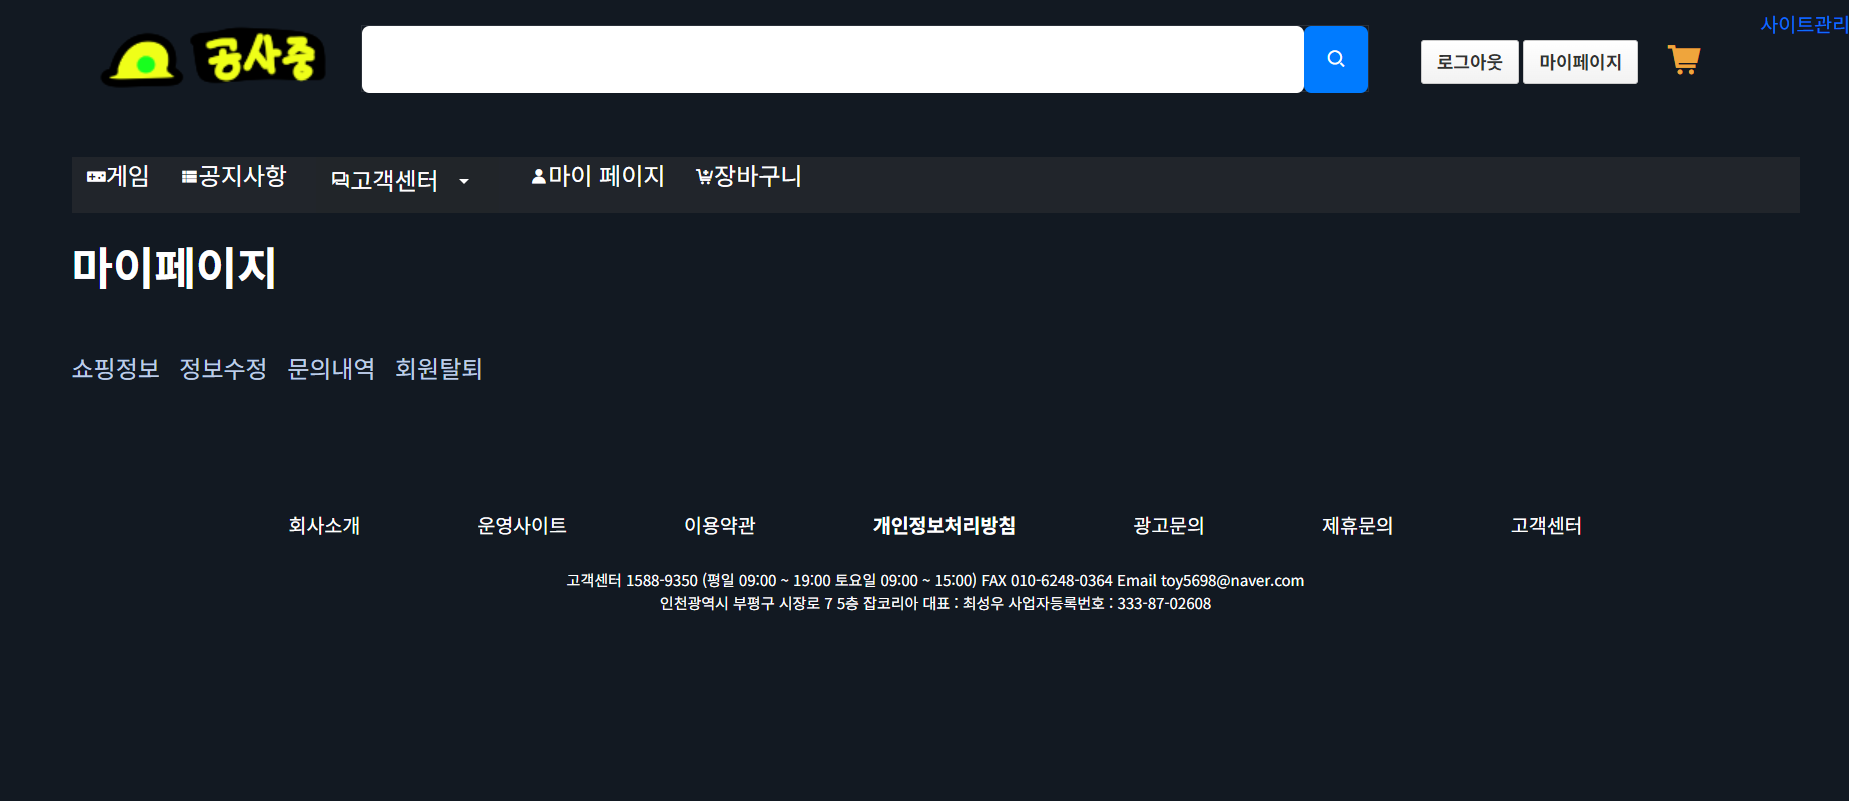 사이트관리
공사중
로그아웃 마이페이지
게임 공지사항 고객센터 마이 페이지 장바구니
마이페이지
쇼핑정보 정보수정 문의내역 회원탈퇴
회사소개 운영사이트 이용약관 개인정보처리방침 광고문의 제휴문의 고객센터
고객센터 1588-9350 (평일 09:00 ~ 19:00 토요일 09:00 ~ 15:00) FAX 010-6248-0364 Email toy5698@naver.com
인천광역시 부평구 시장로 7 5층 잡코리아 대표 : 최성우 사업자등록번호 : 333-87-02608